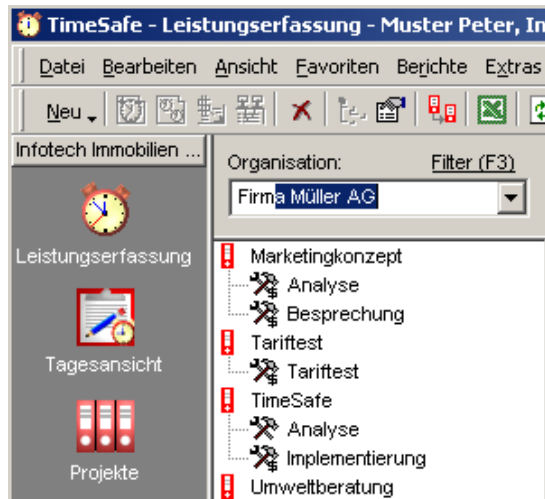 TimeSafe - Leistungserfassung - Muster Peter, In
Datei Bearbeiten Ansicht Favoriten Berichte Extras
Neu
Infotech Immobilien ...
Organisation: Filter (F3)
Firma Müller AG
Leistungserfassung
Tagesansicht
Projekte
Marketingkonzept
Analyse
Besprechung
Tariftest
Tariftest
TimeSafe
Analyse
Implementierung
Umweltberatung